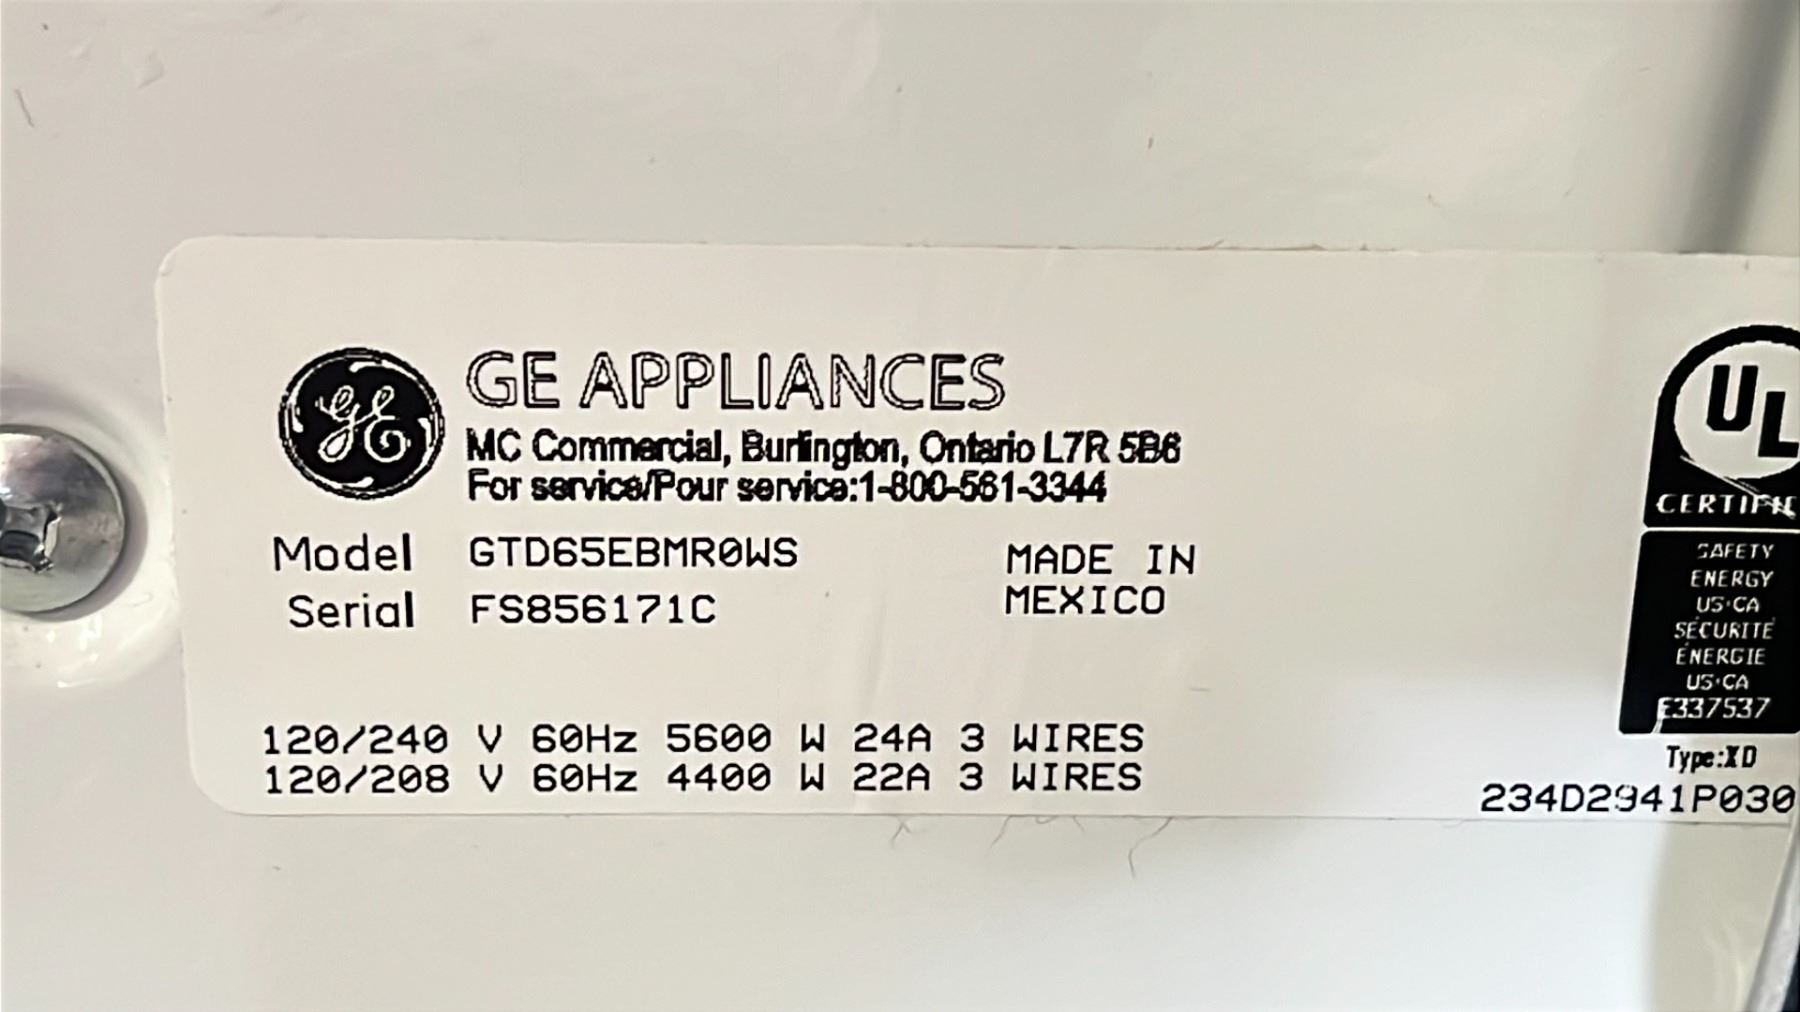 GE APPLIANCES
MC Commercial, Burlington, Ontario L7R 5B6
For service/Pour service:1-800-561-3344
Model GTD65EBMR0WS
Serial FS856171C
MADE IN
MEXICO
120/240 V 60Hz 5600 W 24A 3 WIRES
120/208 V 60Hz 4400 W 22A 3 WIRES
UL
CERTIFIE
SAFETY
ENERGY
US·CA
SÉCURITÉ
ÉNERGIE
US·CA
E337537
Type:XD
234D2941P030